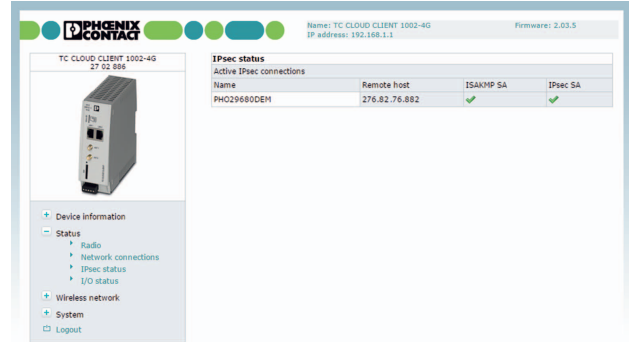 PHŒNIX
CONTACT
Name: TC CLOUD CLIENT 1002-4G Firmware: 2.03.5
IP address: 192.168.1.1
TC CLOUD CLIENT 1002-4G
27 02 886
IPsec status
Active IPsec connections
Name Remote host ISAKMP SA IPsec SA
PHO29680DEM 276.82.76.882
Device information
Status
Radio
Network connections
IPsec status
I/O status
Wireless network
System
Logout